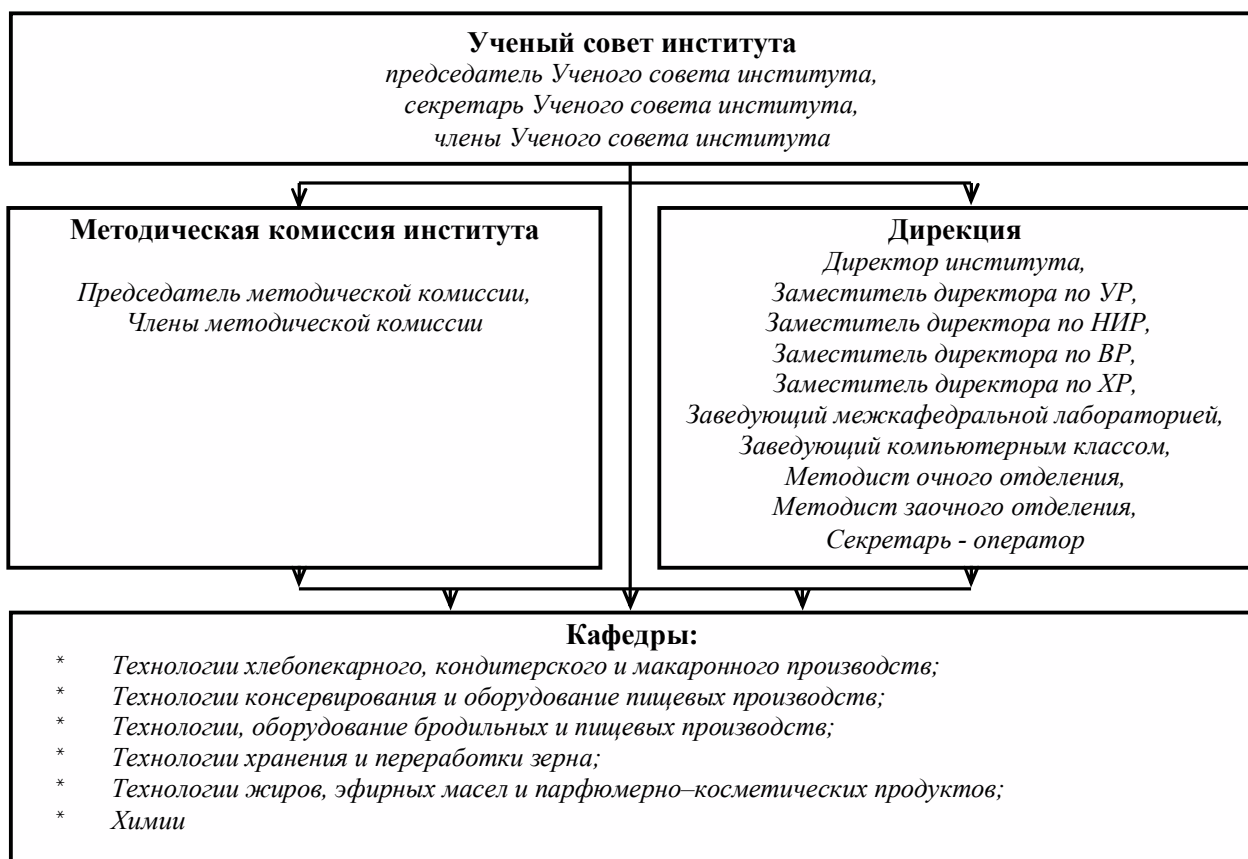 Ученый совет института
председатель Ученого совета института,
секретарь Ученого совета института,
члены Ученого совета института
Методическая комиссия института
Председатель методической комиссии,
Члены методической комиссии
Дирекция
Директор института,
Заместитель директора по УР,
Заместитель директора по НИР,
Заместитель директора по ВР,
Заместитель директора по ХР,
Заведующий межкафедральной лабораторией,
Заведующий компьютерным классом,
Методист очного отделения,
Методист заочного отделения,
Секретарь - оператор
Кафедры:
* Технологии хлебопекарного, кондитерского и макаронного производств;
* Технологии консервирования и оборудование пищевых производств;
* Технологии, оборудование бродильных и пищевых производств;
* Технологии хранения и переработки зерна;
* Технологии жиров, эфирных масел и парфюмерно–косметических продуктов;
* Химии